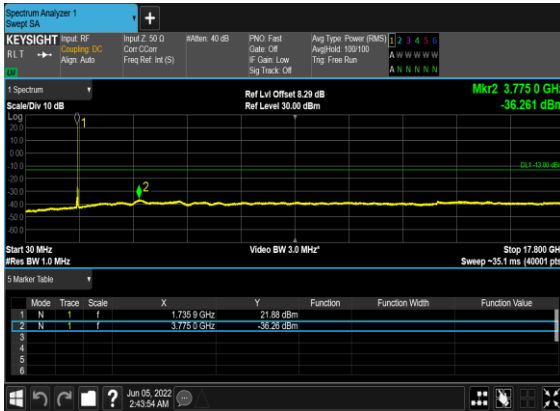 Spectrum Analyzer 1
Swept SA
+
KEYSIGHT Input: RF Input Z: 50 Ω #Atten: 40 dB PNO: Fast Avg Type: Power (RMS) 1 2 3 4 5 6
R L T Coupling: DC Corr CCorr Gate: Off Avg|Hold: 100/100 A W W W W W
Align: Auto Freq Ref: Int (S) IF Gain: Low Trig: Free Run
Sig Track: Off A N N N N N
1 Spectrum Ref Lvl Offset 8.29 dB Mkr2 3.775 0 GHz
Scale/Div 10 dB Ref Level 30.00 dBm -36.261 dBm
Log
20.0
10.0
0.00
-10.0
-20.0
-30.0
-40.0
-50.0
-60.0
1
2
DL1 -13.00 dBm
Start 30 MHz Video BW 3.0 MHz* Stop 17.800 GHz
#Res BW 1.0 MHz Sweep ~35.1 ms (40001 pts)
5 Marker Table
Mode Trace Scale X Y Function Function Width Function Value
1 N 1 f 1.735 9 GHz 21.88 dBm
2 N 1 f 3.775 0 GHz -36.26 dBm
3
4
5
6
? Jun 05, 2022
2:43:54 AM